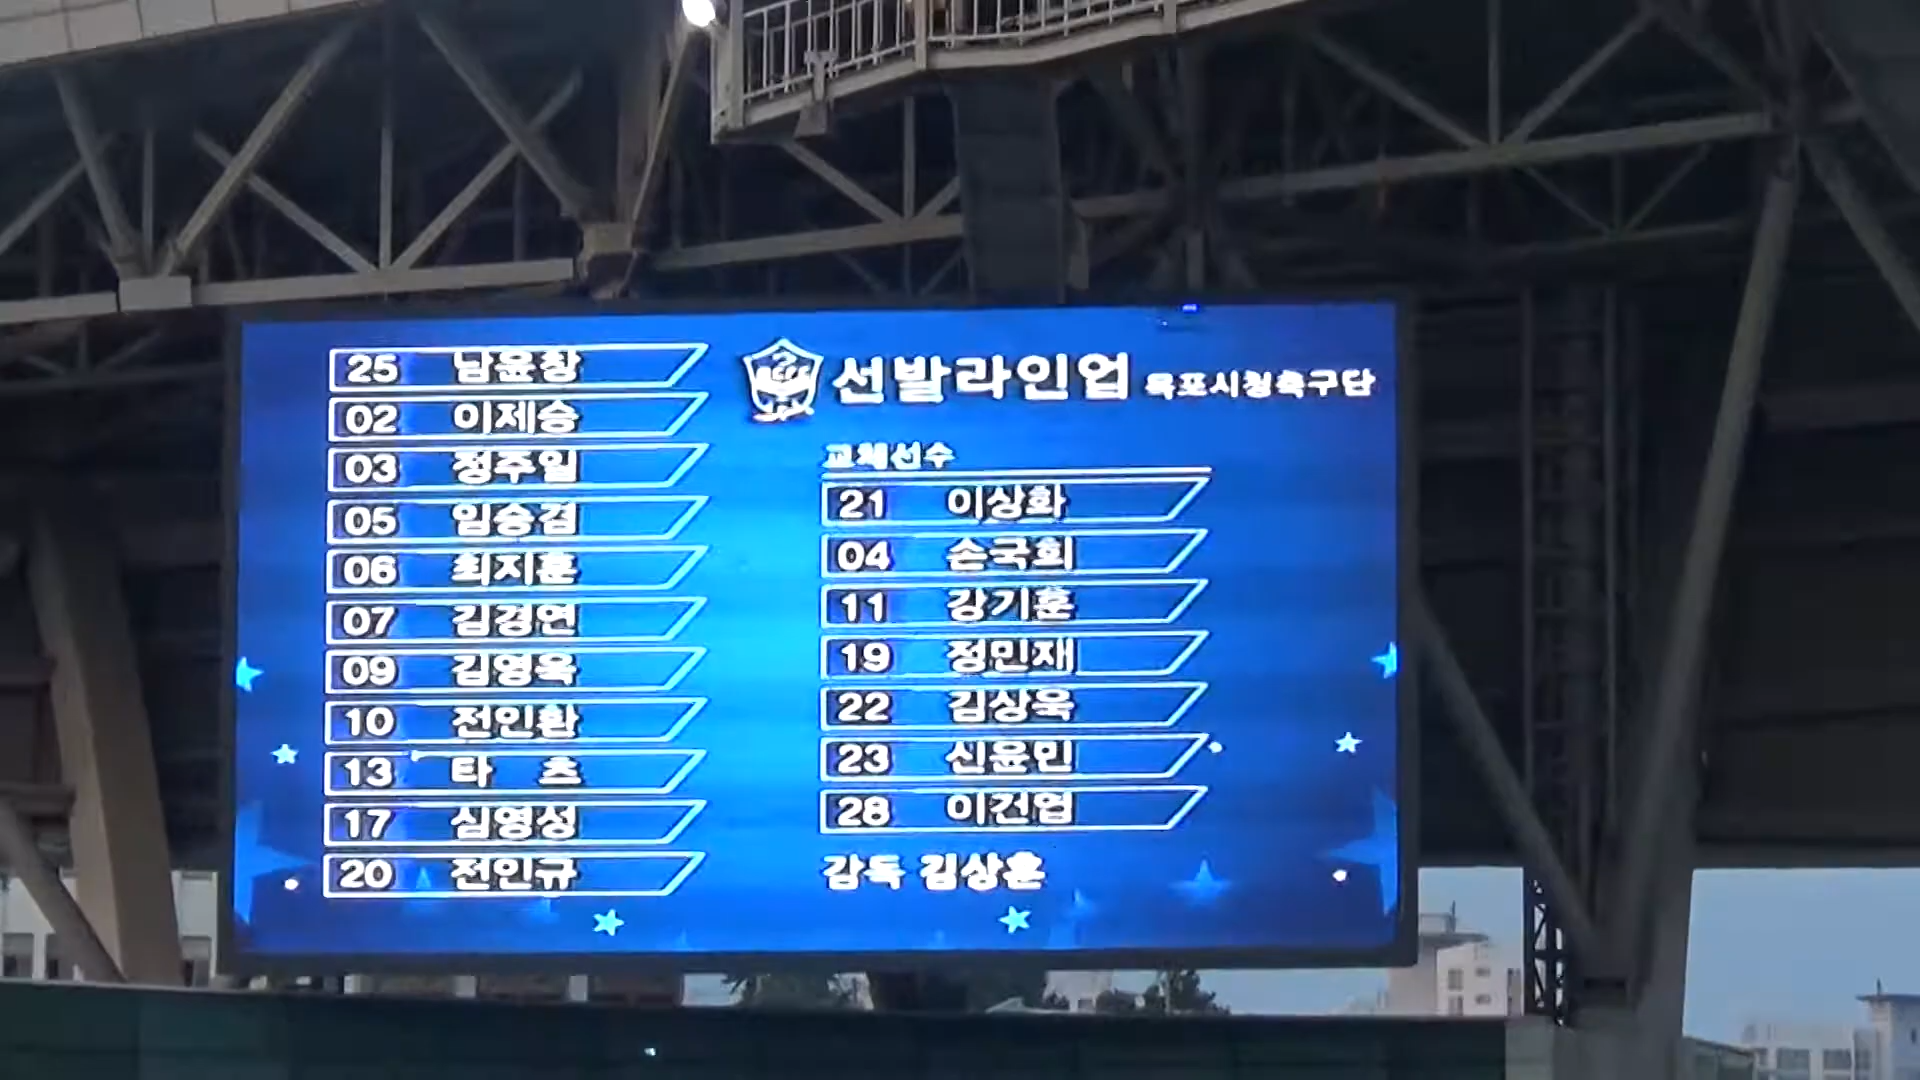 25 남윤창
02 이제승
03 정주일
05 임승겸
06 최지훈
07 김경연
09 김영욱
10 전인환
13 타 츠
17 심영성
20 전인규
선발라인업 목포시청축구단
교체선수
21 이상화
04 손국회
11 강기훈
19 정민재
22 김상욱
23 신윤민
28 이건엽
감독 김상훈